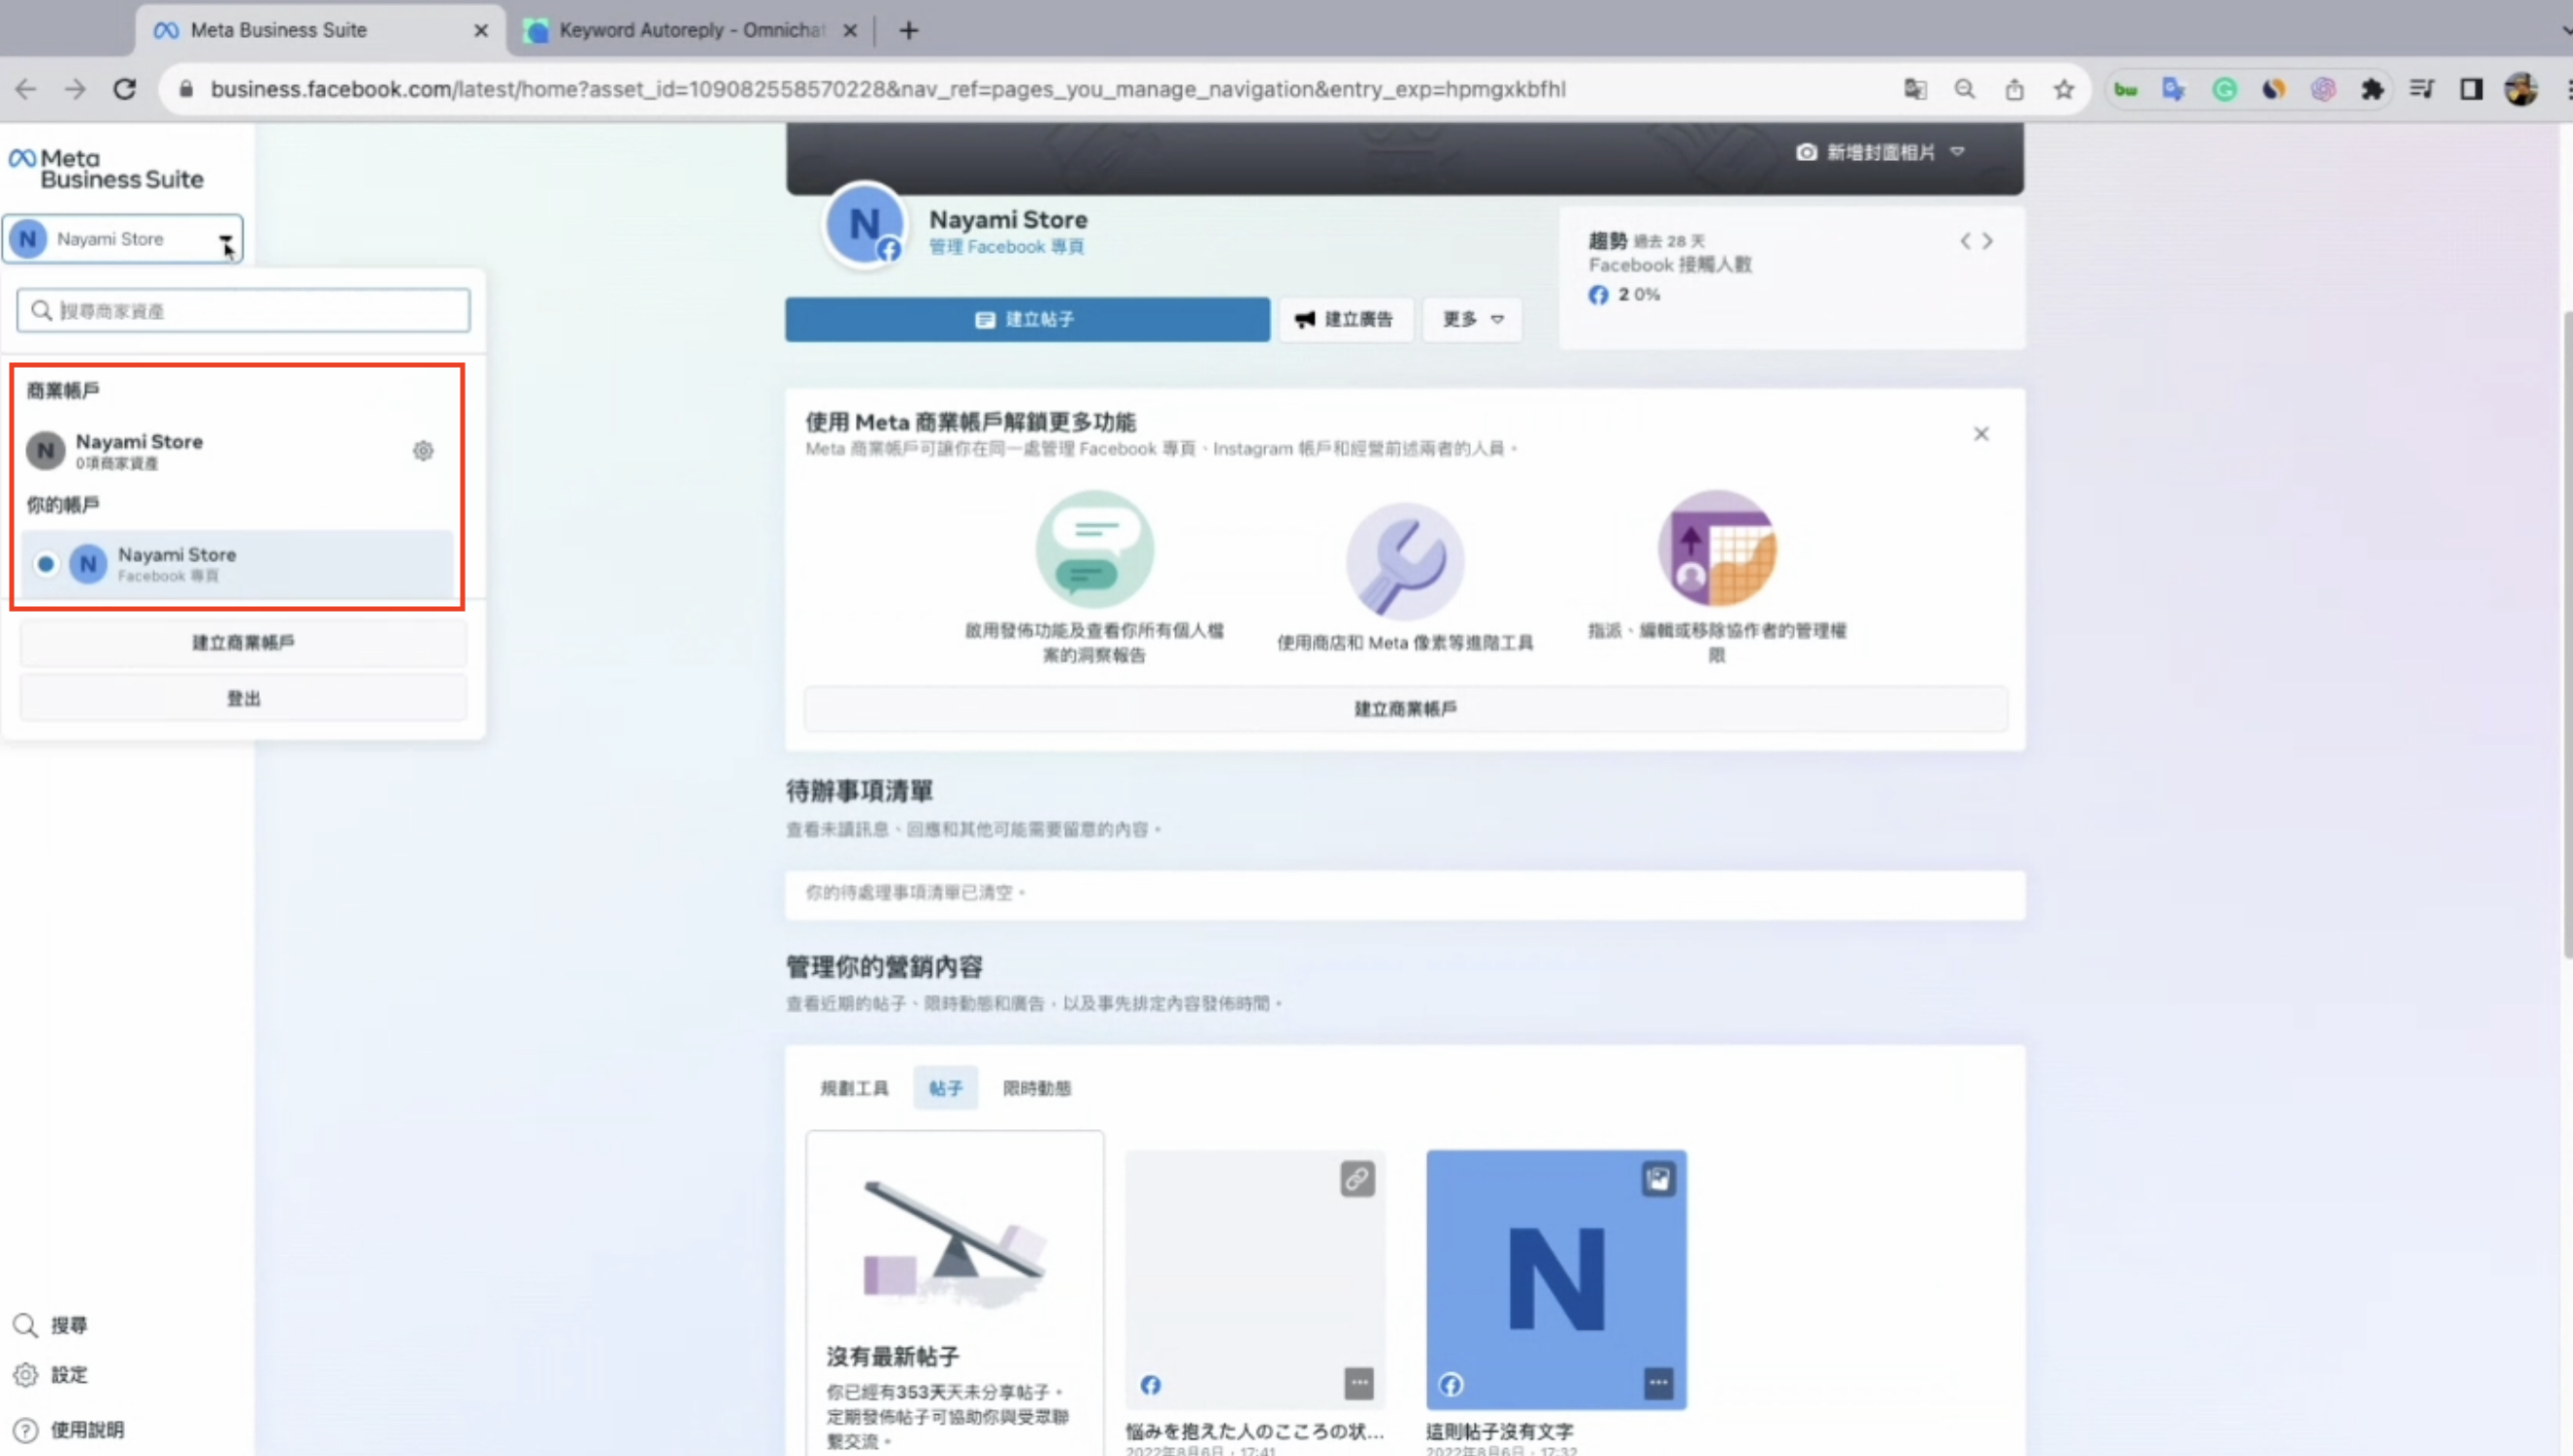 Meta Business Suite
Keyword Autoreply - Omnichat
business.facebook.com/latest/home?asset_id=109082558570228&nav_ref=pages_you_manage_navigation&entry_exp=hpmgxkbfhl
bw
Meta
Business Suite
N Nayami Store
搜尋商家資產
商業帳戶
N Nayami Store
0項商家資產
你的帳戶
N Nayami Store
Facebook 專頁
建立商業帳戶
登出
搜尋
設定
使用說明
新增封面相片
N Nayami Store
管理 Facebook 專頁
建立帖子
建立廣告
更多
趨勢 過去 28 天
Facebook 接觸人數
2 0%
使用 Meta 商業帳戶解鎖更多功能
Meta 商業帳戶可讓你在同一處管理 Facebook 專頁、Instagram 帳戶和經營前述兩者的人員。
啟用發佈功能及查看你所有個人檔
案的洞察報告
使用商店和 Meta 像素等進階工具
指派、編輯或移除協作者的管理權
限
建立商業帳戶
待辦事項清單
查看未讀訊息、回應和其他可能需要留意的內容。
你的待處理事項清單已清空。
管理你的營銷內容
查看近期的帖子、限時動態和廣告，以及事先排定內容發佈時間。
規劃工具
帖子
限時動態
沒有最新帖子
你已經有353天天未分享帖子。
定期發佈帖子可協助你與受眾聯
繫交流。
悩みを抱えた人のこころの状...
2022年8月6日，17:41
N
這則帖子沒有文字
2022年8月6日，17:32